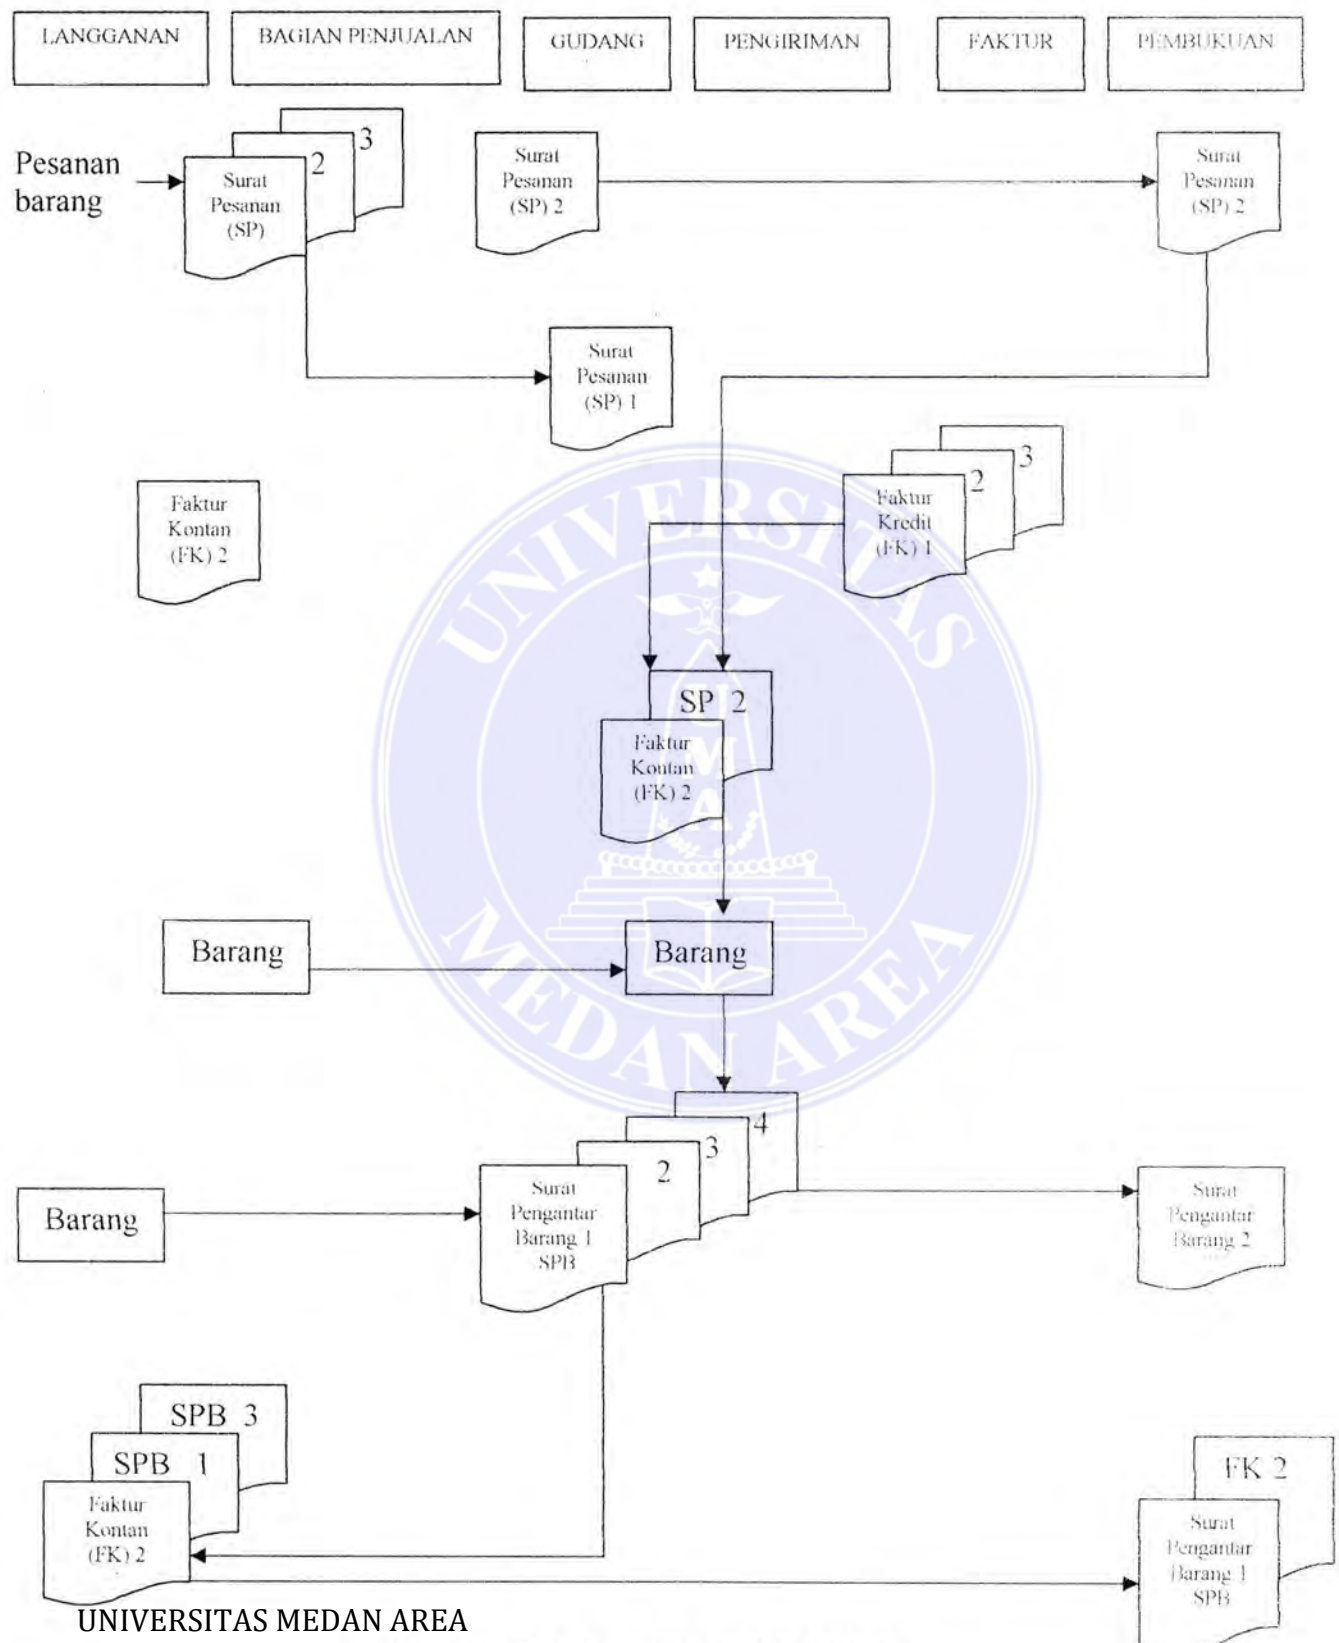 LANGGANAN
BAGIAN PENJUALAN
GUDANG
PENGIRIMAN
FAKTUR
PEMBUKUAN
Pesanan
barang
3
2
Surat
Pesanan
(SP)
Surat
Pesanan
(SP) 2
Surat
Pesanan
(SP) 2
Surat
Pesanan
(SP) 1
3
2
Faktur
Kredit
(FK) 1
Faktur
Kontan
(FK) 2
SP 2
Faktur
Kontan
(FK) 2
UNIVERSITAS
MEDAN AREA
U
M
A
Barang
Barang
4
3
2
Surat
Pengantar
Barang 1
SPB
Barang
Surat
Pengantar
Barang 2
SPB 3
SPB 1
Faktur
Kontan
(FK) 2
FK 2
Surat
Pengantar
Barang 1
SPB
UNIVERSITAS MEDAN AREA